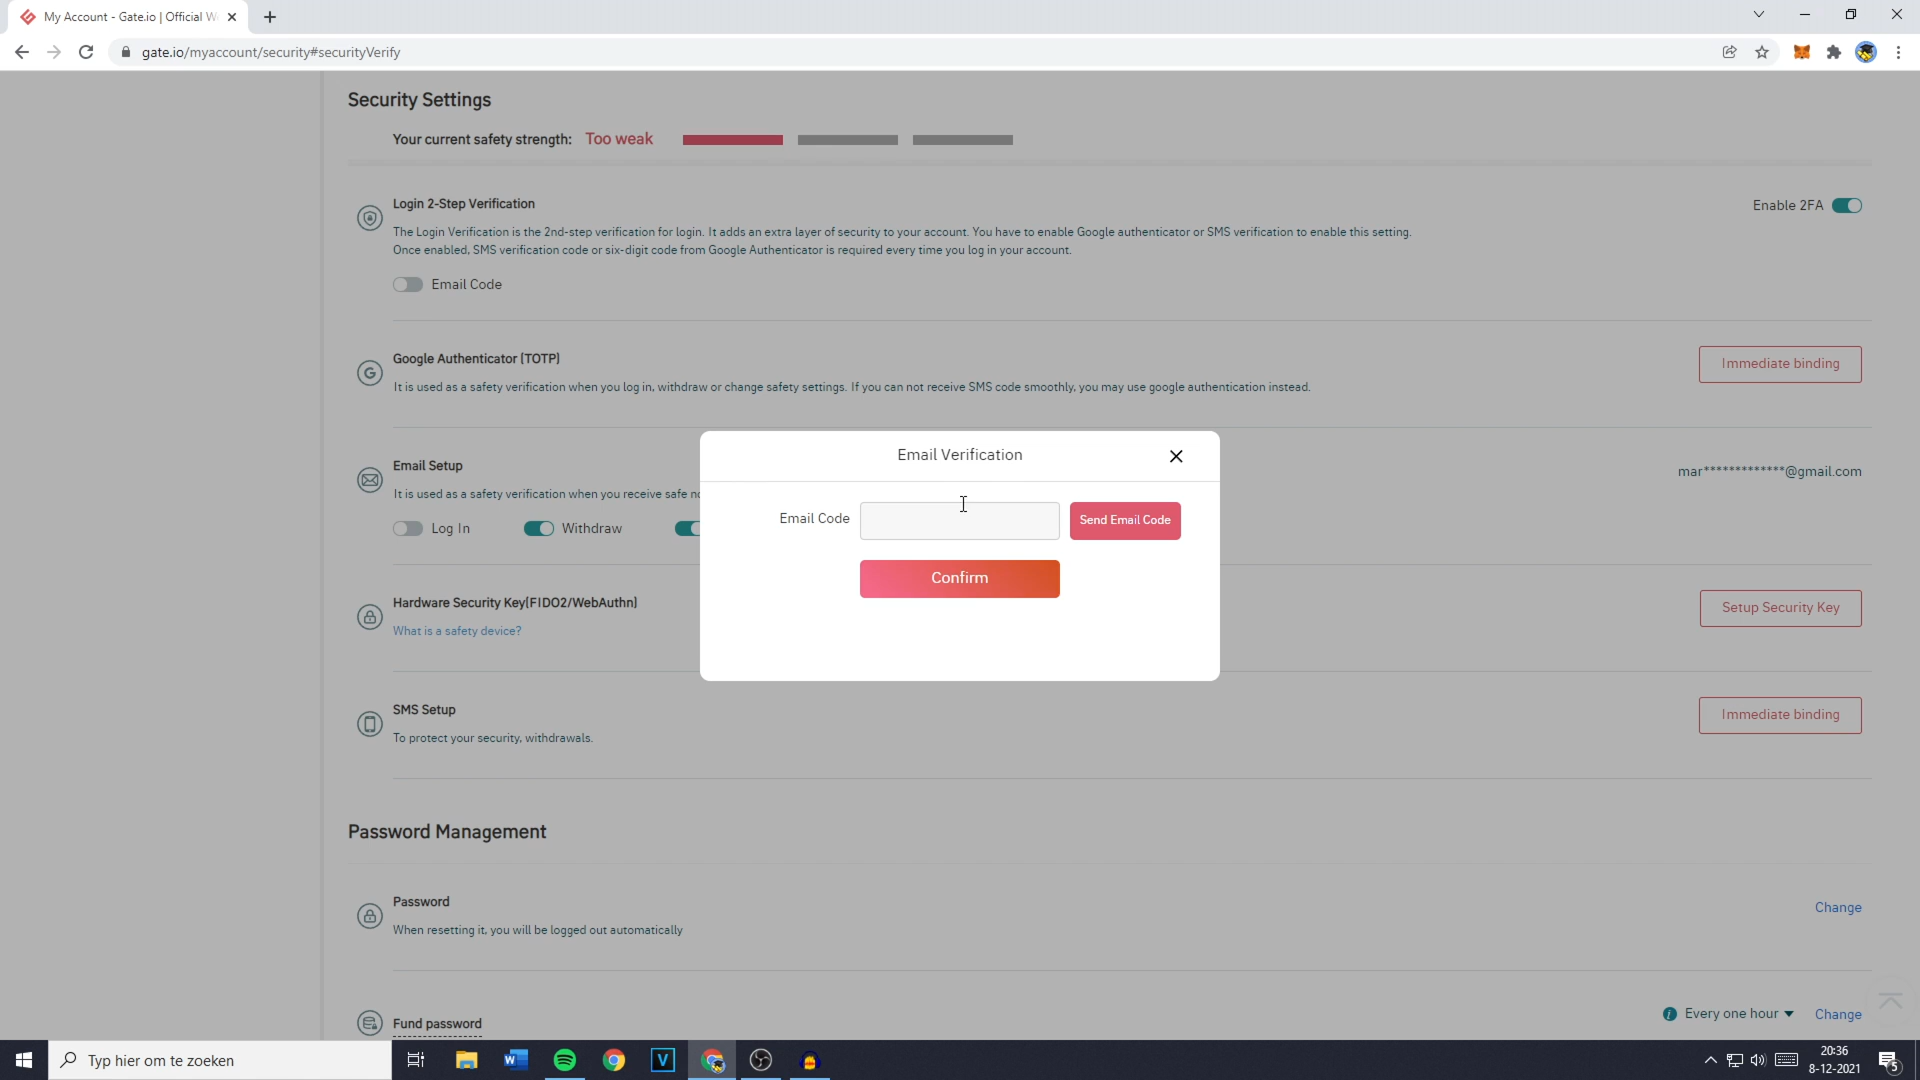 My Account - Gate.io | Official W
gate.io/myaccount/security#securityVerify
Security Settings
Your current safety strength: Too weak
Login 2-Step Verification
Enable 2FA
The Login Verification is the 2nd-step verification for login. It adds an extra layer of security to your account. You have to enable Google authenticator or SMS verification to enable this setting.
Once enabled, SMS verification code or six-digit code from Google Authenticator is required every time you log in your account.
Email Code
Google Authenticator (TOTP)
Immediate binding
It is used as a safety verification when you log in, withdraw or change safety settings. If you can not receive SMS code smoothly, you may use google authentication instead.
Email Verification
Email Setup
mar*************@gmail.com
It is used as a safety verification when you receive safe no
Log In
Withdraw
Email Code
Send Email Code
Confirm
Hardware Security Key(FIDO2/WebAuthn)
Setup Security Key
What is a safety device?
SMS Setup
Immediate binding
To protect your security, withdrawals.
Password Management
Password
Change
When resetting it, you will be logged out automatically
Fund password
Every one hour
Change
Typ hier om te zoeken
20:36
8-12-2021
5